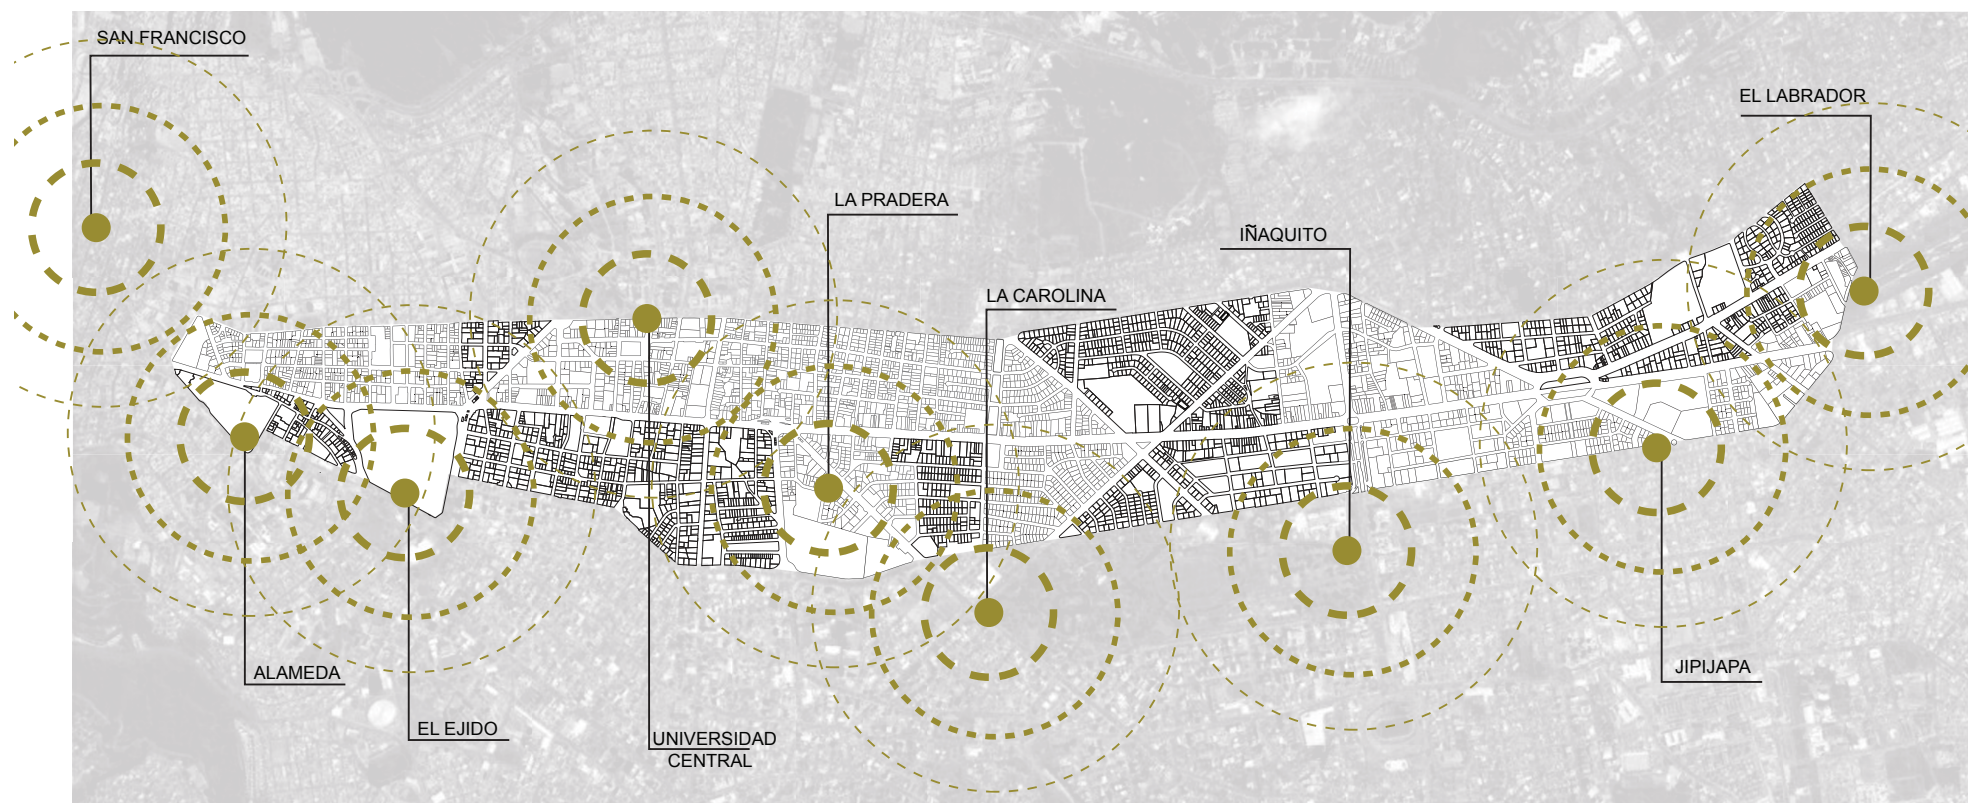 SAN FRANCISCO
EL LABRADOR
LA PRADERA
IÑAQUITO
LA CAROLINA
ALAMEDA
JIPIJAPA
EL EJIDO
UNIVERSIDAD
CENTRAL